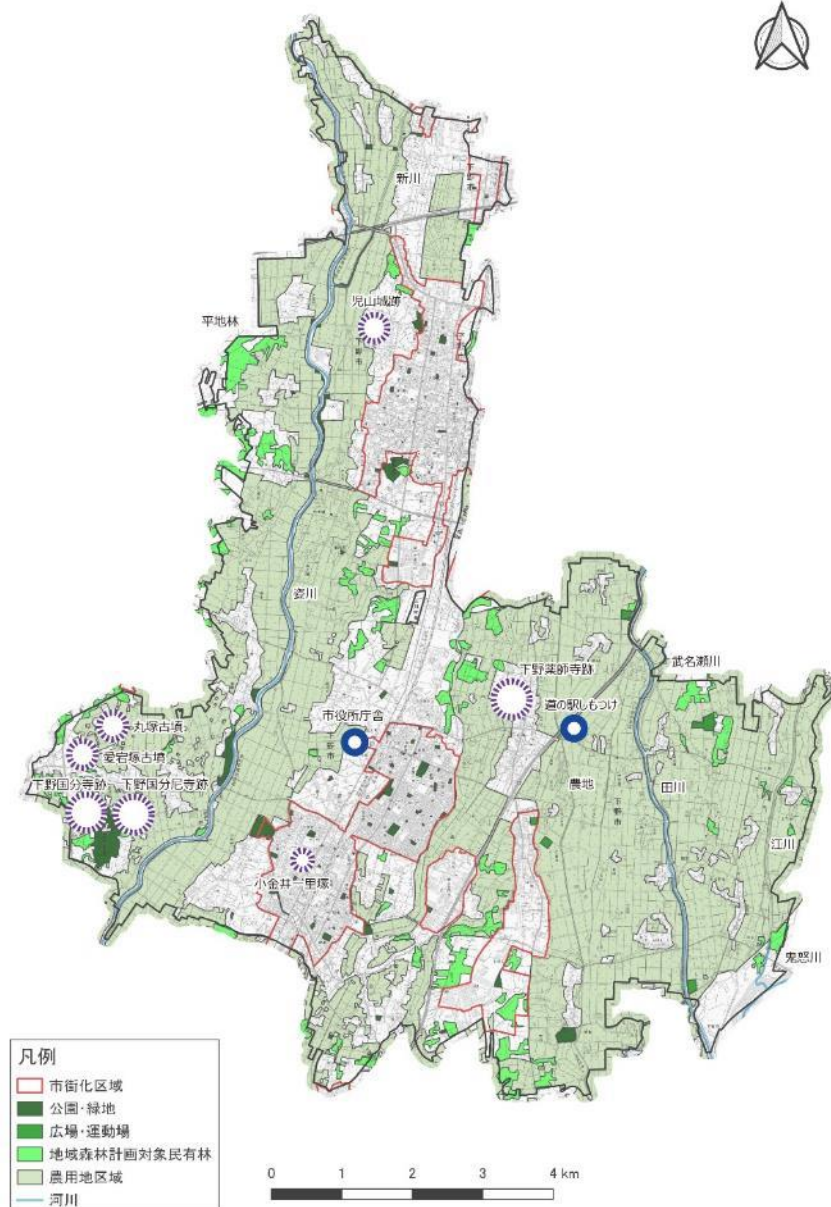 新川
児山城跡
平地林
姿川
下野薬師寺跡
武名瀬川
道の駅しもつけ
市役所庁舎
丸塚古墳
愛宕塚古墳
下野国分寺跡
下野国分尼寺跡
農地
田川
江川
小金井一里塚
鬼怒川
下野市
凡例
市街化区域
公園・緑地
広場・運動場
地域森林計画対象民有林
農用地区域
河川
0 1 2 3 4 km